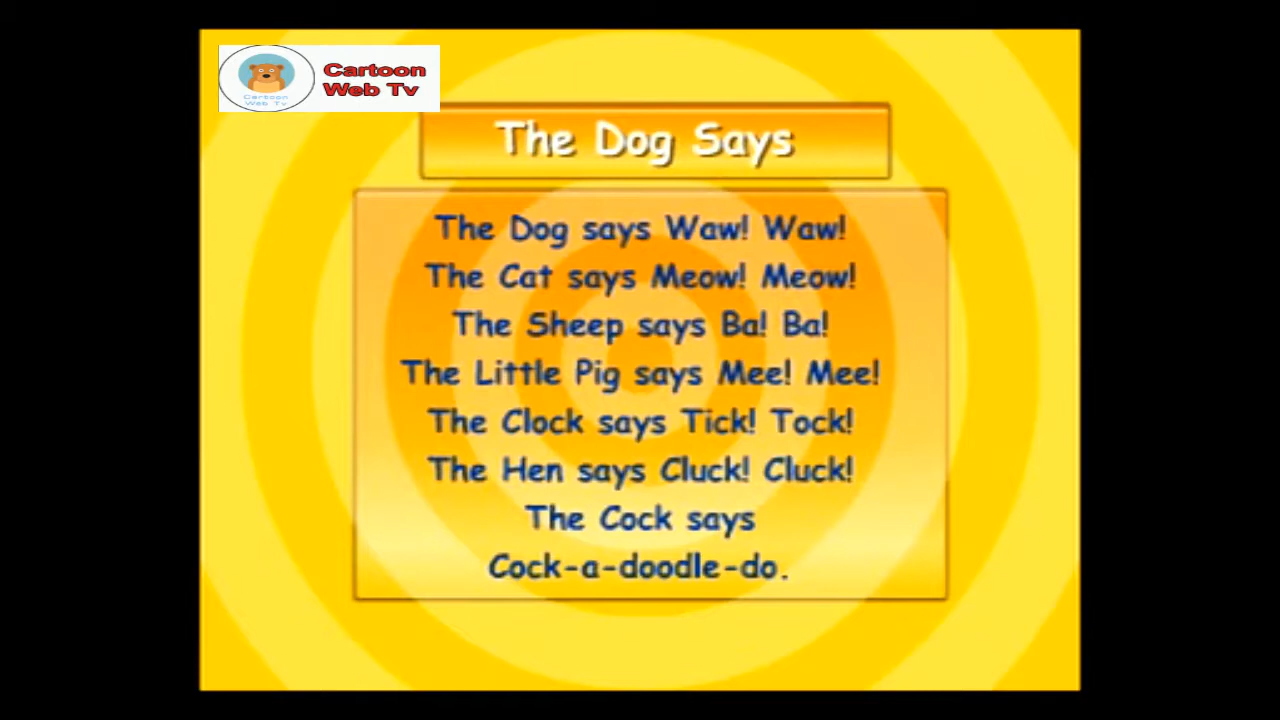 Cartoon
Web Tv
Cartoon
Web Tv
The Dog Says
The Dog says Waw! Waw!
The Cat says Meow! Meow!
The Sheep says Ba! Ba!
The Little Pig says Mee! Mee!
The Clock says Tick! Tock!
The Hen says Cluck! Cluck!
The Cock says
Cock-a-doodle-do.